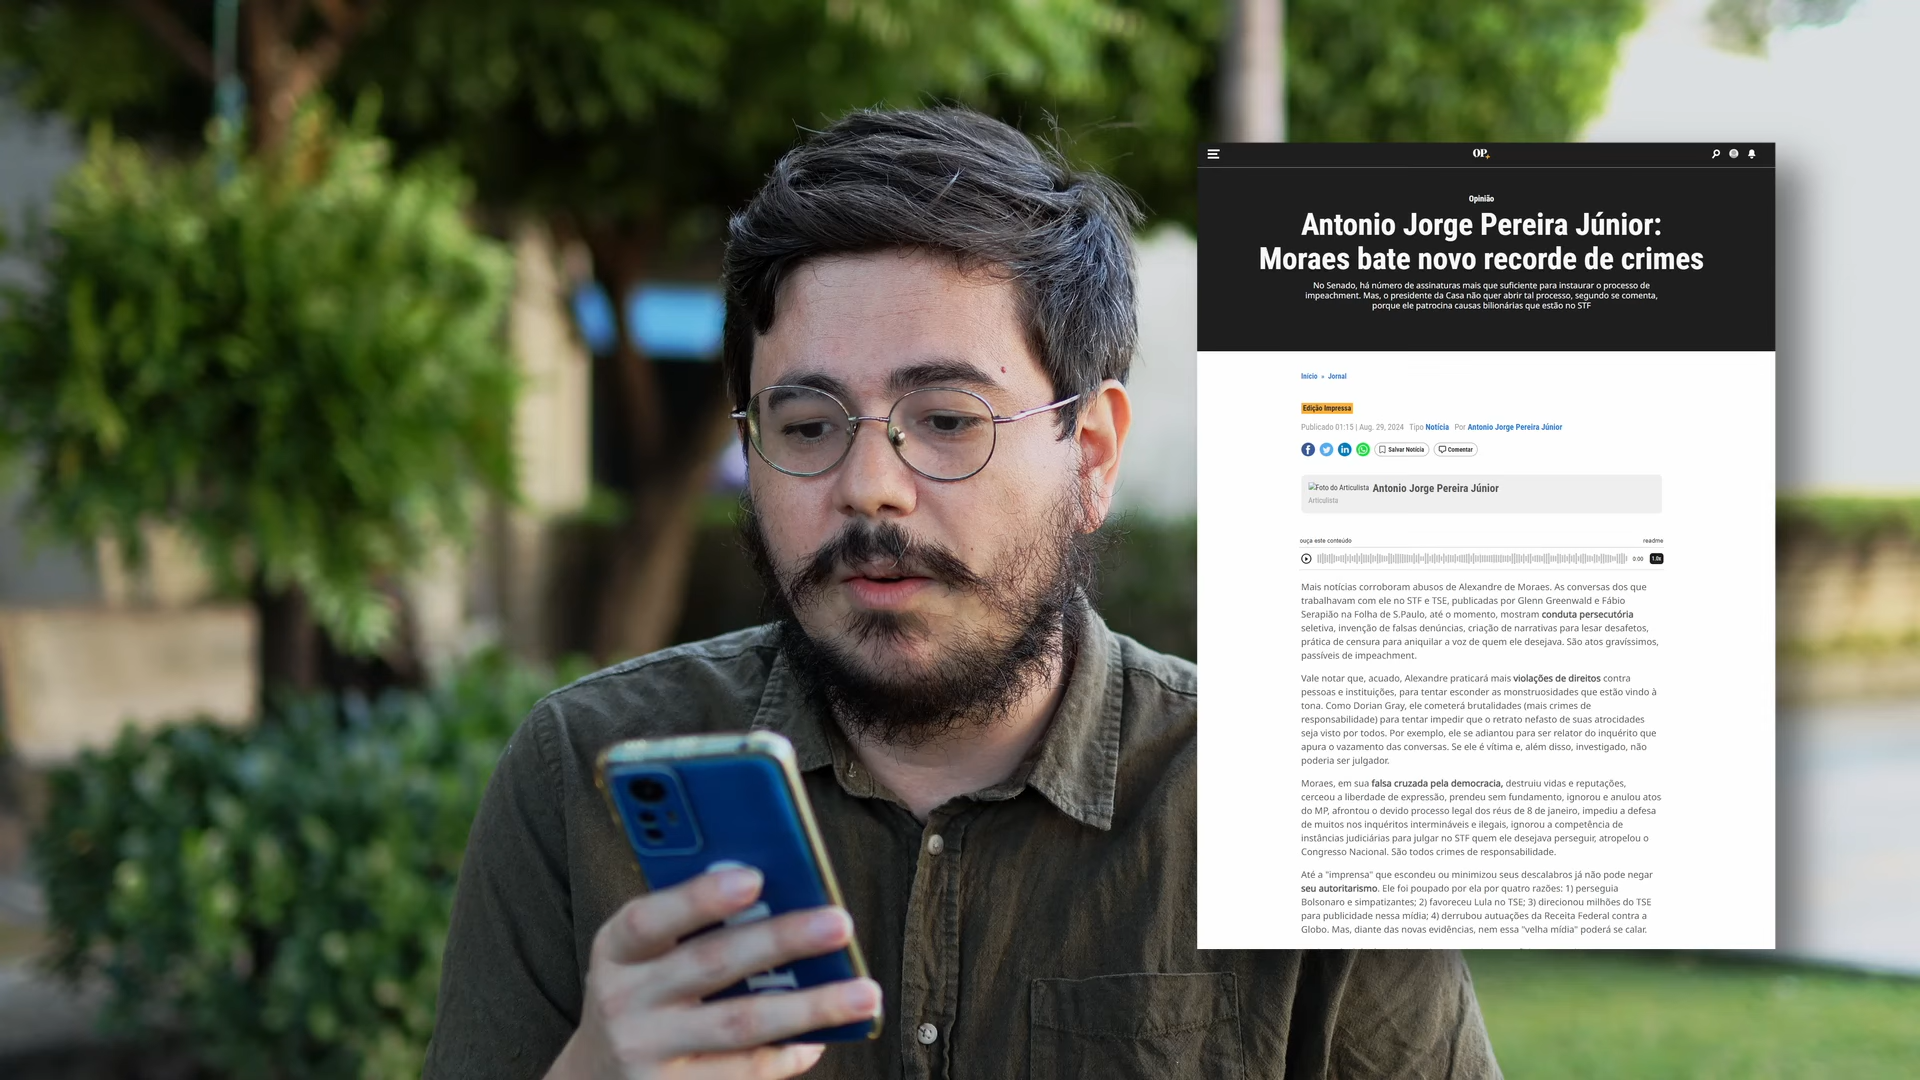 OP+
Opinião
Antonio Jorge Pereira Júnior:
Moraes bate novo recorde de crimes
No Senado, há número de assinaturas mais que suficiente para instaurar o processo de
impeachment. Mas, o presidente da Casa não quer abrir tal processo, segundo se comenta,
porque ele patrocina causas bilionárias que estão no STF
Início » Jornal
Edição Impressa
Publicado 01:15 | Aug. 29, 2024 Tipo Notícia Por Antonio Jorge Pereira Júnior
Salvar Notícia Comentar
Foto do Articulista Antonio Jorge Pereira Júnior
Articulista
ouça este conteúdo readme
0:00 1.0x
Mais notícias corroboram abusos de Alexandre de Moraes. As conversas dos que
trabalhavam com ele no STF e TSE, publicadas por Glenn Greenwald e Fábio
Serapião na Folha de S.Paulo, até o momento, mostram conduta persecutória
seletiva, invenção de falsas denúncias, criação de narrativas para lesar desafetos,
prática de censura para aniquilar a voz de quem ele desejava. São atos gravíssimos,
passíveis de impeachment.
Vale notar que, acuado, Alexandre praticará mais violações de direitos contra
pessoas e instituições, para tentar esconder as monstruosidades que estão vindo à
tona. Como Dorian Gray, ele cometerá brutalidades (mais crimes de
responsabilidade) para tentar impedir que o retrato nefasto de suas atrocidades
seja visto por todos. Por exemplo, ele se adiantou para ser relator do inquérito que
apura o vazamento das conversas. Se ele é vítima e, além disso, investigado, não
poderia ser julgador.
Moraes, em sua falsa cruzada pela democracia, destruiu vidas e reputações,
cerceou a liberdade de expressão, prendeu sem fundamento, ignorou e anulou atos
do MP, afrontou o devido processo legal dos réus de 8 de janeiro, impediu a defesa
de muitos nos inquéritos intermináveis e ilegais, ignorou a competência de
instâncias judiciárias para julgar no STF quem ele desejava perseguir, atropelou o
Congresso Nacional. São todos crimes de responsabilidade.
Até a "imprensa" que escondeu ou minimizou seus descalabros já não pode negar
seu autoritarismo. Ele foi poupado por ela por quatro razões: 1) perseguia
Bolsonaro e simpatizantes; 2) favoreceu Lula no TSE; 3) direcionou milhões do TSE
para publicidade nessa mídia; 4) derrubou autuações da Receita Federal contra a
Globo. Mas, diante das novas evidências, nem essa "velha mídia" poderá se calar.